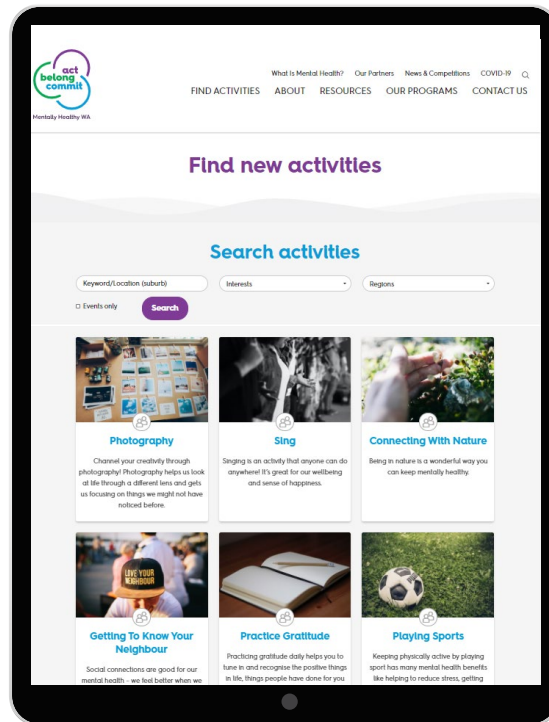 act
belong
commit
Mentally Healthy WA
What Is Mental Health? Our Partners News & Competitions COVID-19
FIND ACTIVITIES ABOUT RESOURCES OUR PROGRAMS CONTACT US
Find new activities
Search activities
Keyword/Location (suburb) Interests Regions
Events only Search
Photography
Channel your creativity through
photography! Photography helps us look
at life through a different lens and gets
us focusing on things we might not have
noticed before.
Sing
Singing is an activity that anyone can do
anywhere! It's great for our wellbeing
and sense of happiness.
Connecting With Nature
Being in nature is a wonderful way you
can keep mentally healthy.
LOVE YOUR
NEIGHBOUR
Getting To Know Your
Neighbour
Social connections are good for our
mental health – we feel better when we
Practice Gratitude
Practicing gratitude daily helps you to
tune in and recognise the positive things
in life, things people have done for you
Playing Sports
Keeping physically active by playing
sport has many mental health benefits
like helping to reduce stress, getting